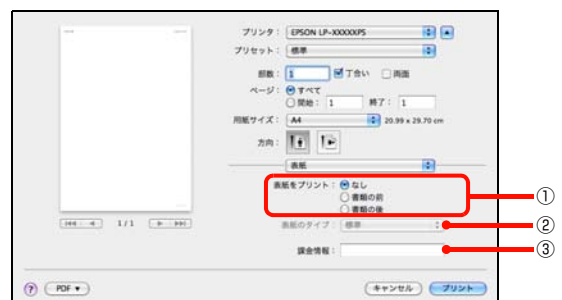 プリンタ： EPSON LP-XXXXXPS
プリセット： 標準
部数： 1 丁合い 両面
ページ： すべて
開始： 1 終了： 1
用紙サイズ： A4 20.99 x 29.70 cm
方向：
表紙
表紙をプリント： なし
書類の前
書類の後
①
1/1
表紙のタイプ： 標準
②
課金情報：
③
? PDF キャンセル プリント